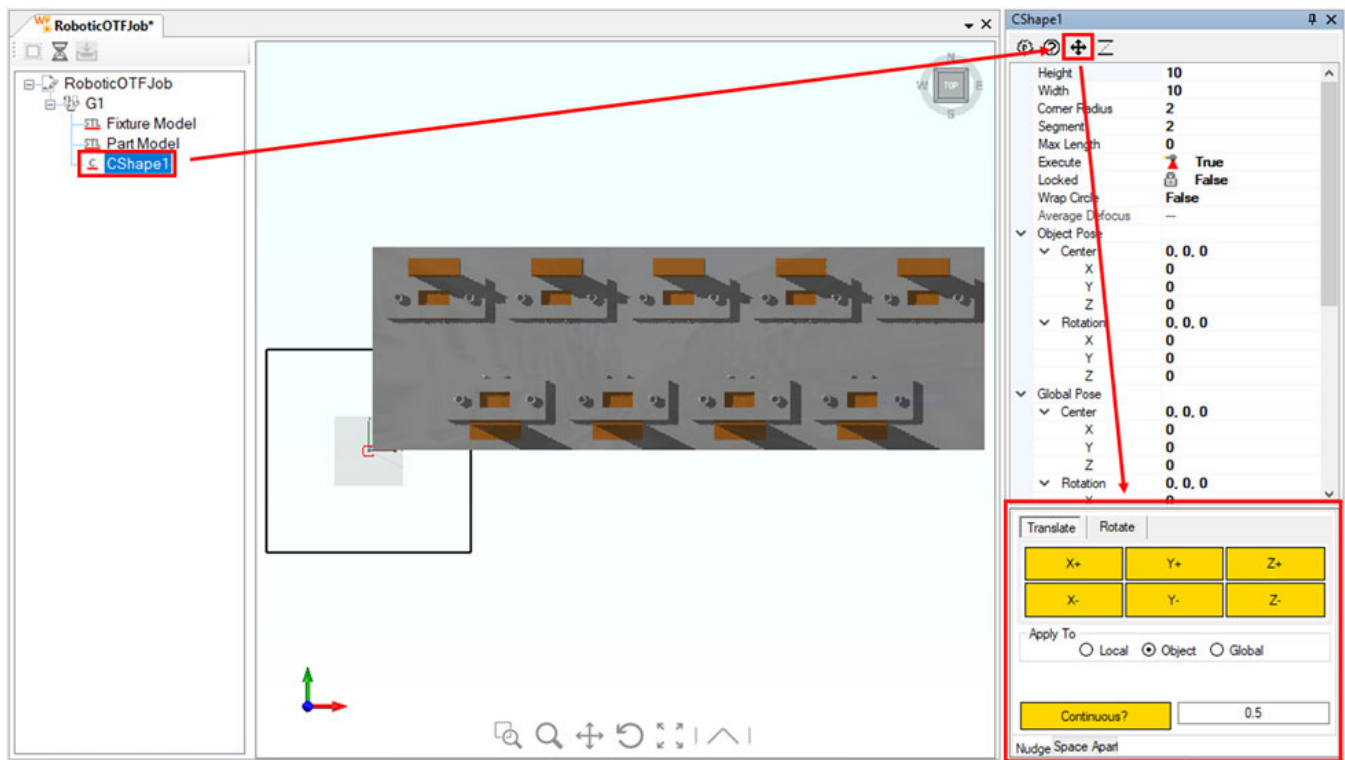 RoboticOTFJob*
RoboticOTFJob
G1
STL Fixture Model
STL Part Model
C CShape1
N
W TOP E
S
CShape1
Height 10
Width 10
Corner Radius 2
Segment 2
Max Length 0
Execute True
Locked False
Wrap Circle False
Average Defocus ---
Object Pose
Center 0, 0, 0
X 0
Y 0
Z 0
Rotation 0, 0, 0
X 0
Y 0
Z 0
Global Pose
Center 0, 0, 0
X 0
Y 0
Z 0
Rotation 0, 0, 0
X 0
Translate Rotate
X+ Y+ Z+
X- Y- Z-
Apply To
Local Object Global
Continuous? 0.5
Nudge Space Apart